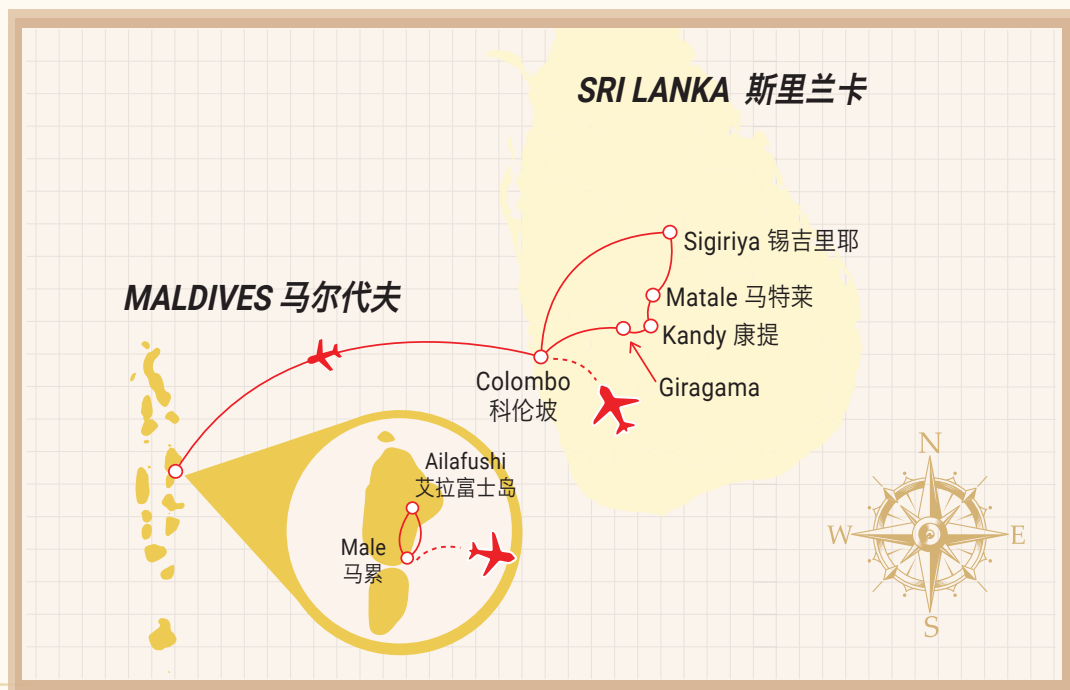 SRI LANKA 斯里兰卡
Sigiriya 锡吉里耶
MALDIVES 马尔代夫
Matale 马特莱
Kandy 康提
Colombo
科伦坡
Giragama
Ailafushi
艾拉富士岛
Male
马累
N
W
E
S